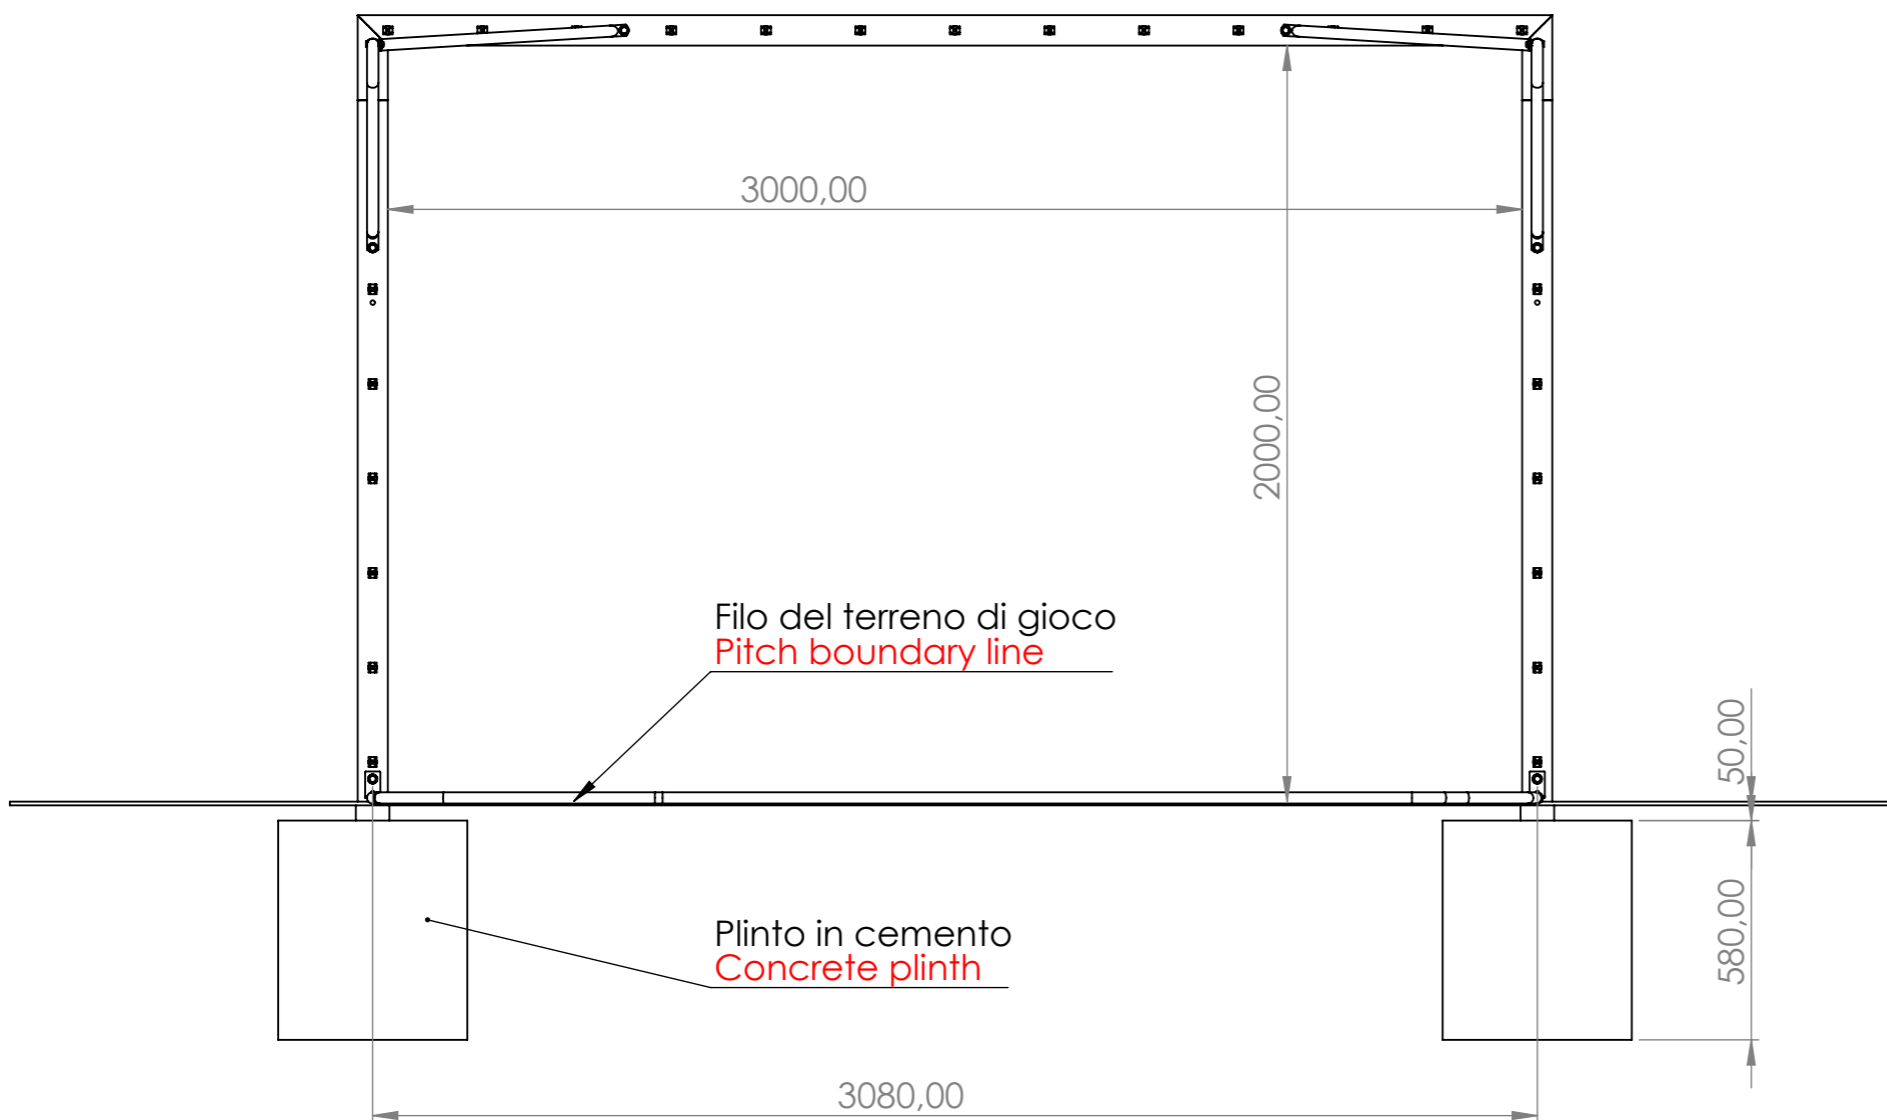 3000,00
2000,00
Filo del terreno di gioco
Pitch boundary line
50,00
580,00
Plinto in cemento
Concrete plinth
3080,00